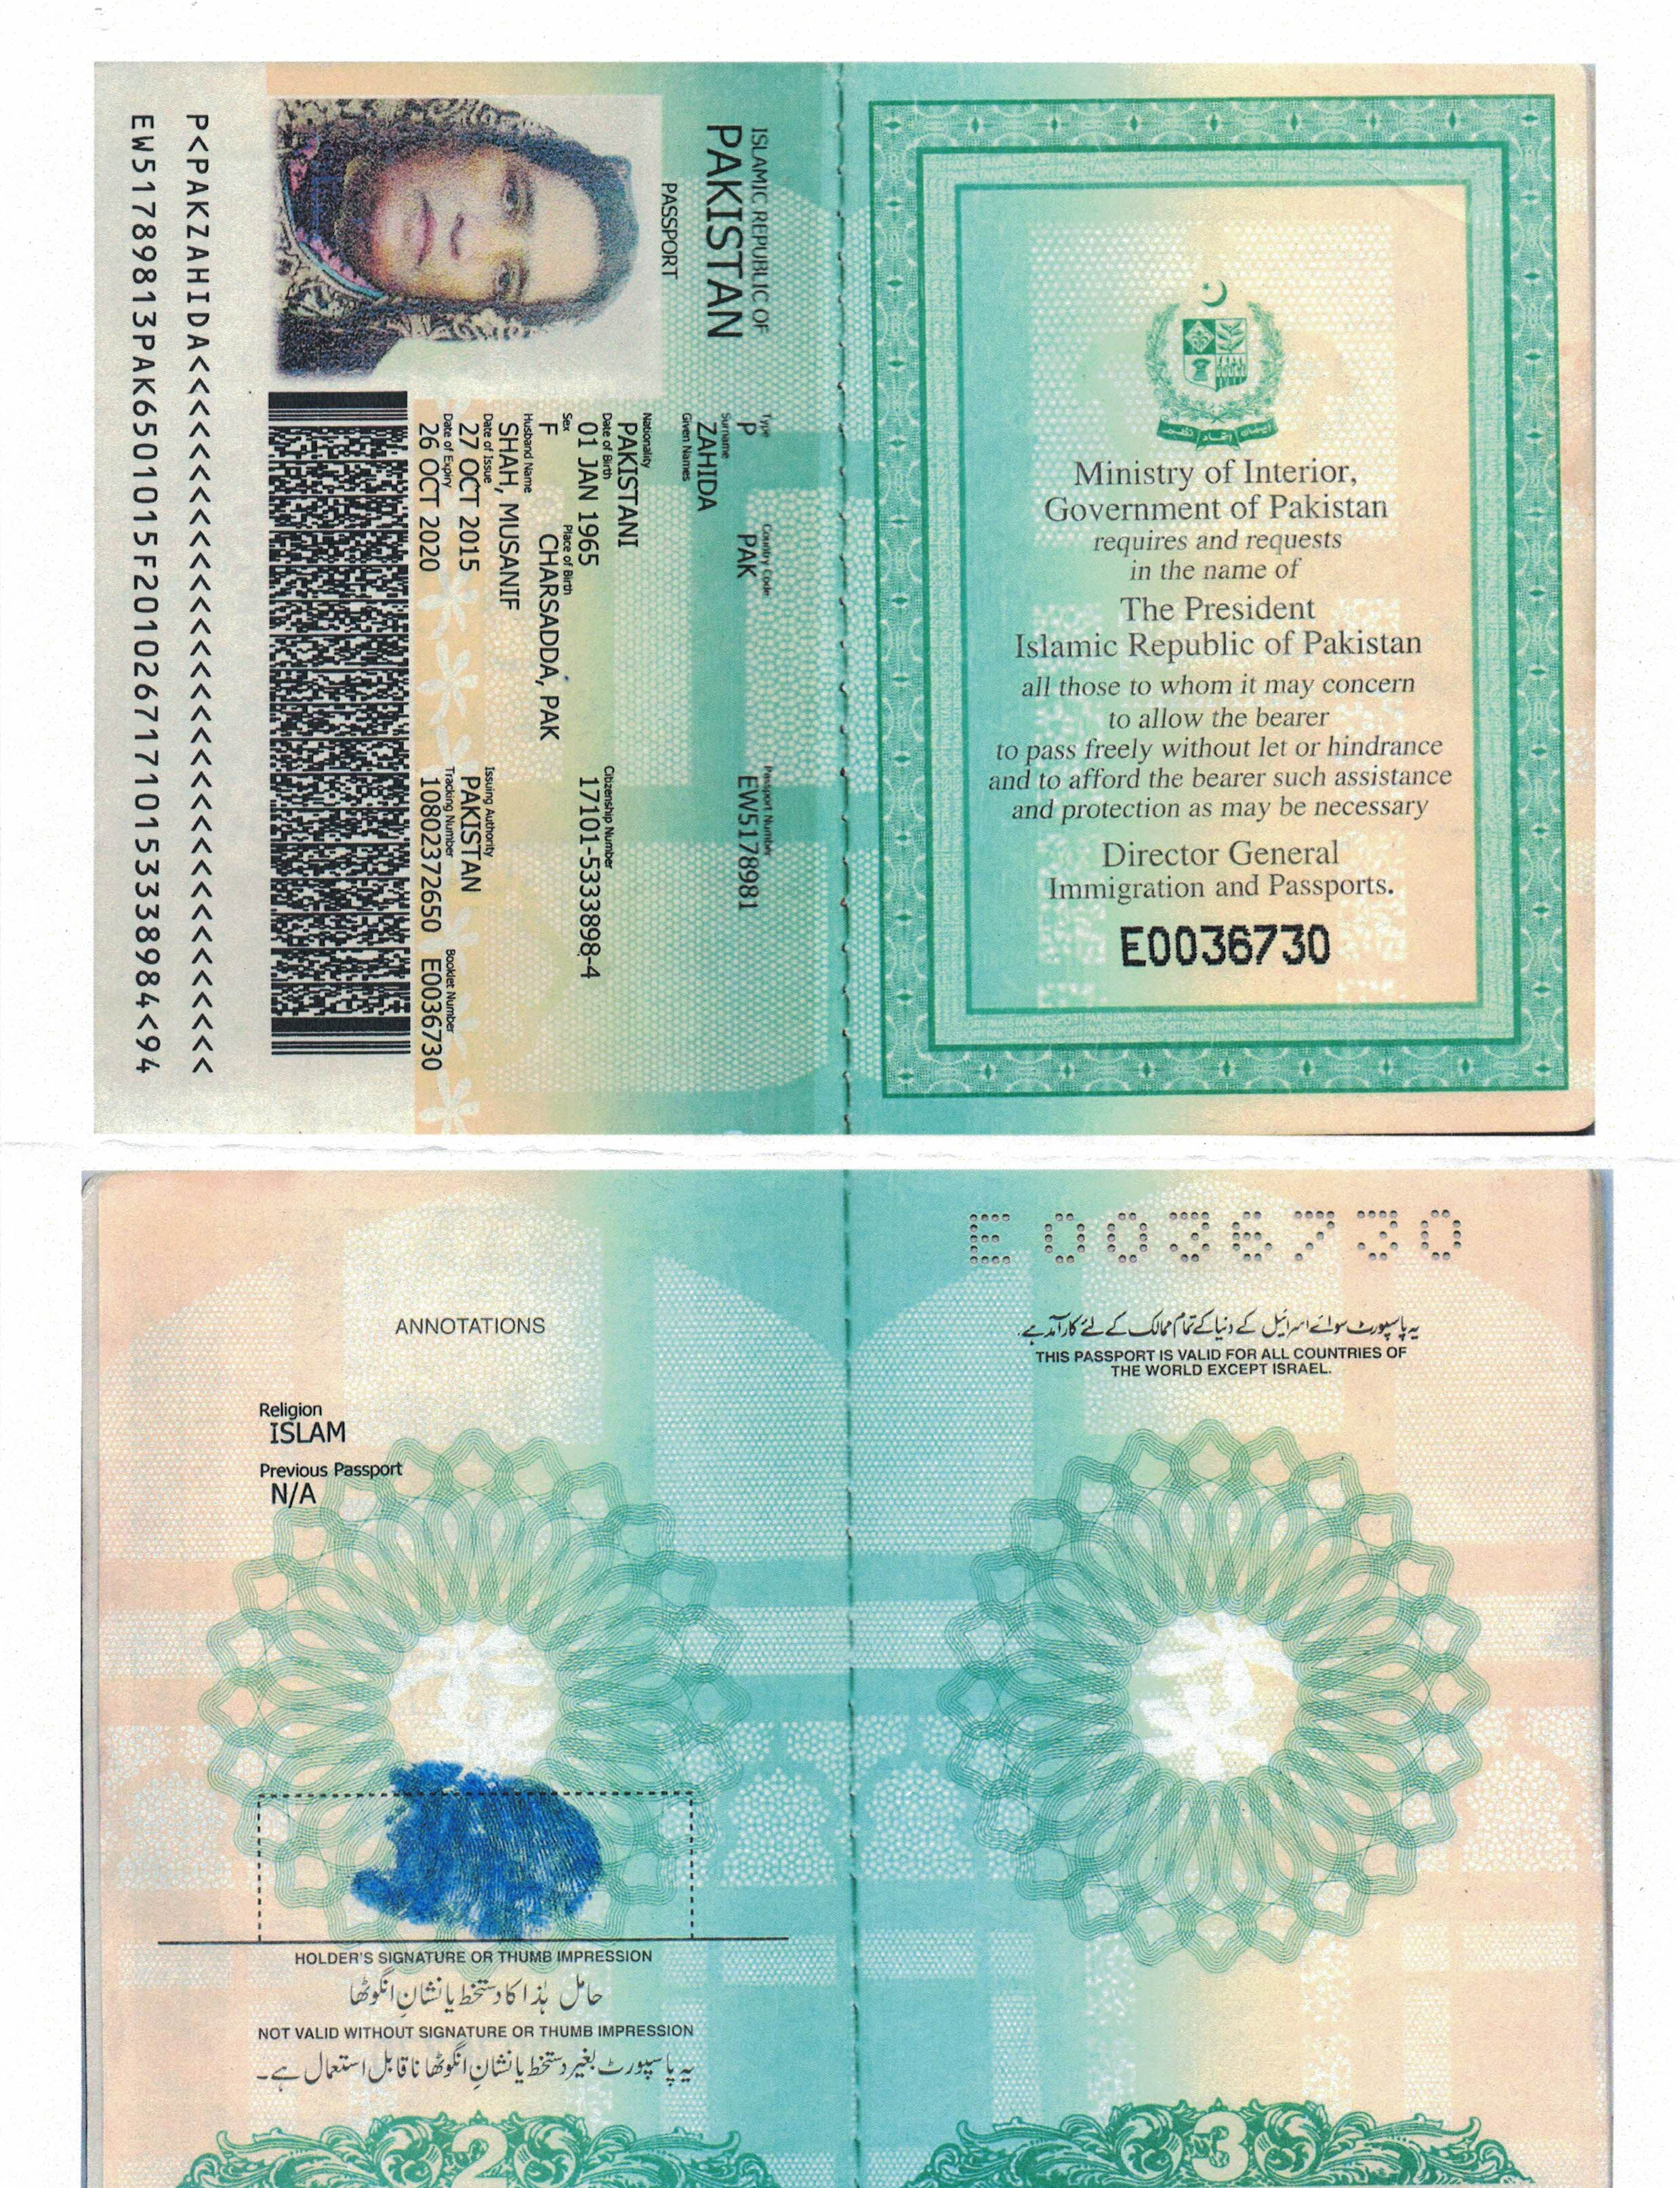 Ministry of Interior,
Government of Pakistan
requires and requests
in the name of
The President
Islamic Republic of Pakistan
all those to whom it may concern
to allow the bearer
to pass freely without let or hindrance
and to afford the bearer such assistance
and protection as may be necessary
Director General
Immigration and Passports.
E0036730
ISLAMIC REPUBLIC OF
PAKISTAN
PASSPORT
Type Country Code Passport Number
P PAK EW5178981
Surname
ZAHIDA
Given Names
Nationality
PAKISTANI
Date of Birth Citizenship Number
01 JAN 1965 17101-5333898-4
Sex Place of Birth
F CHARSADDA, PAK
Husband Name
SHAH, MUSANIF
Date of Issue Issuing Authority
27 OCT 2015 PAKISTAN
Date of Expiry Tracking Number Booklet Number
26 OCT 2020 10802372650 E0036730
P<PAKZAHIDA<<<<<<<<<<<<<<<<<<<<<<<<<<<<<<<<<
EW51789813PAK6501015F20102671710153338984<94
E0036730
یہ پاسپورٹ سوائے اسرائیل کے دنیا کے تمام ممالک کے لئے کارآمد ہے۔
THIS PASSPORT IS VALID FOR ALL COUNTRIES OF
THE WORLD EXCEPT ISRAEL.
ANNOTATIONS
Religion
ISLAM
Previous Passport
N/A
HOLDER'S SIGNATURE OR THUMB IMPRESSION
حامل ہٰذا کا دستخط یا نشانِ انگوٹھا
NOT VALID WITHOUT SIGNATURE OR THUMB IMPRESSION
یہ پاسپورٹ بغیر دستخط یا نشانِ انگوٹھا ناقابل استعمال ہے۔
2
3